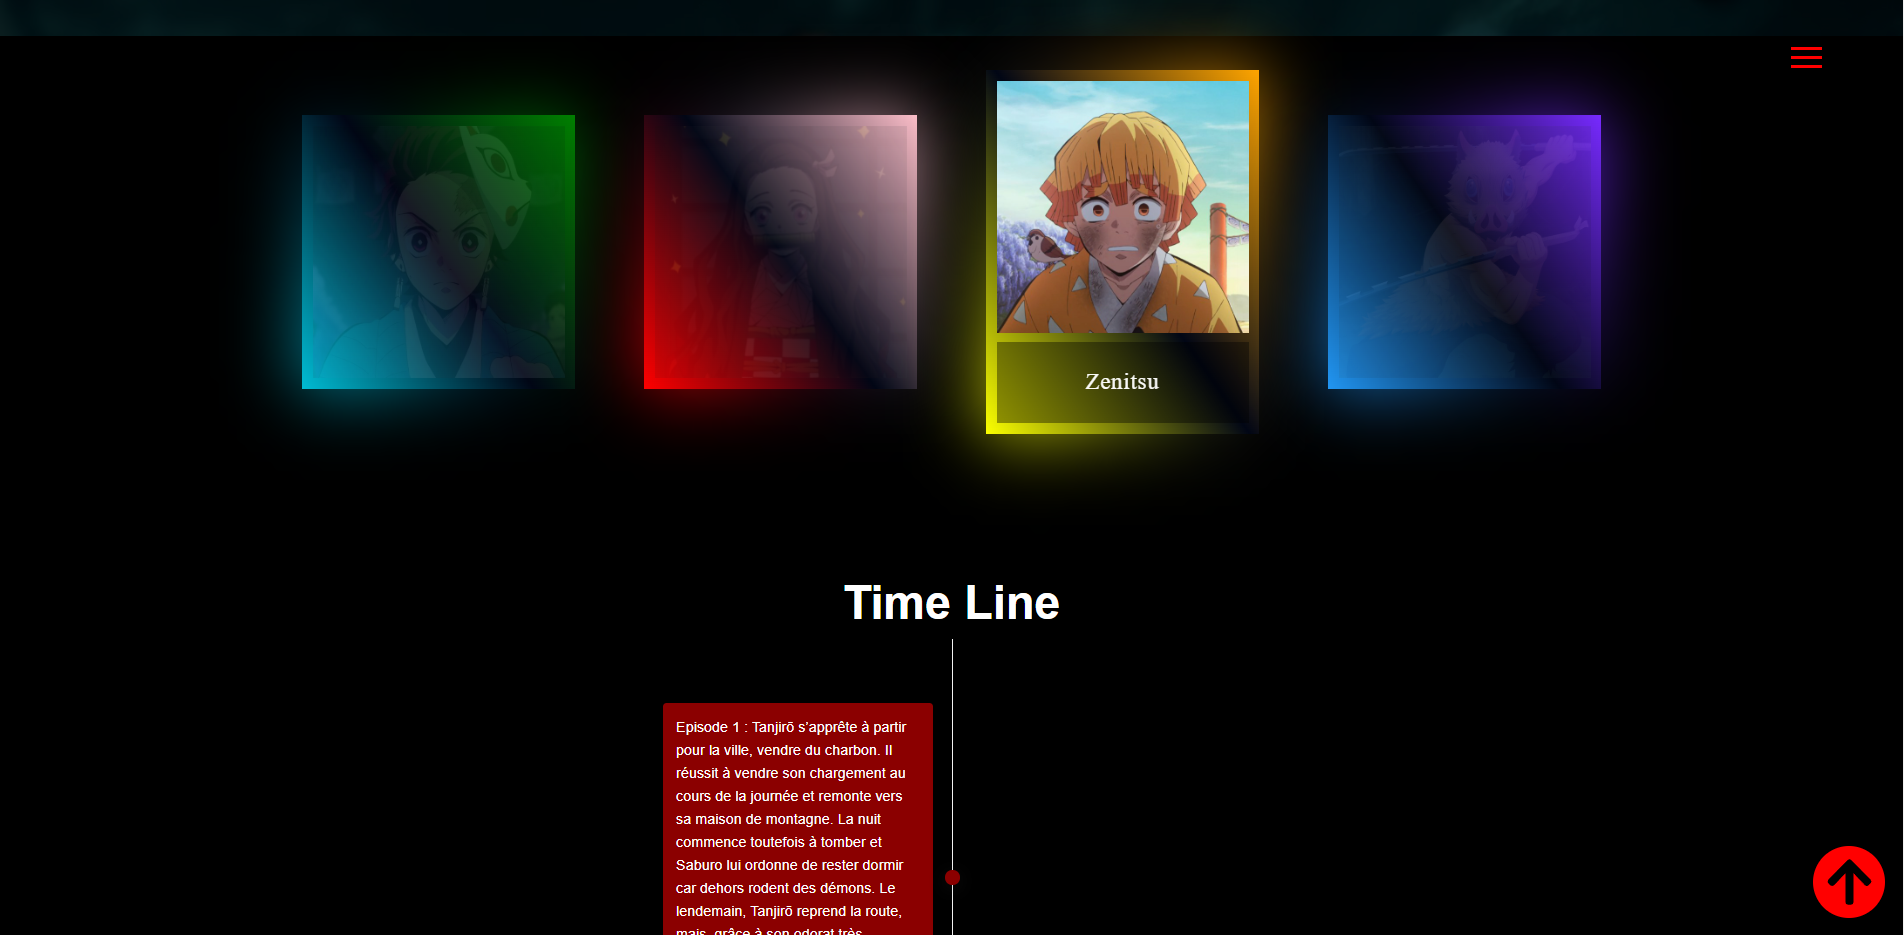 Zenitsu
Time Line
Episode 1 : Tanjirō s'apprête à partir
pour la ville, vendre du charbon. Il
réussit à vendre son chargement au
cours de la journée et remonte vers
sa maison de montagne. La nuit
commence toutefois à tomber et
Saburo lui ordonne de rester dormir
car dehors rodent des démons. Le
lendemain, Tanjirō reprend la route,
mais, grâce à son odorat très